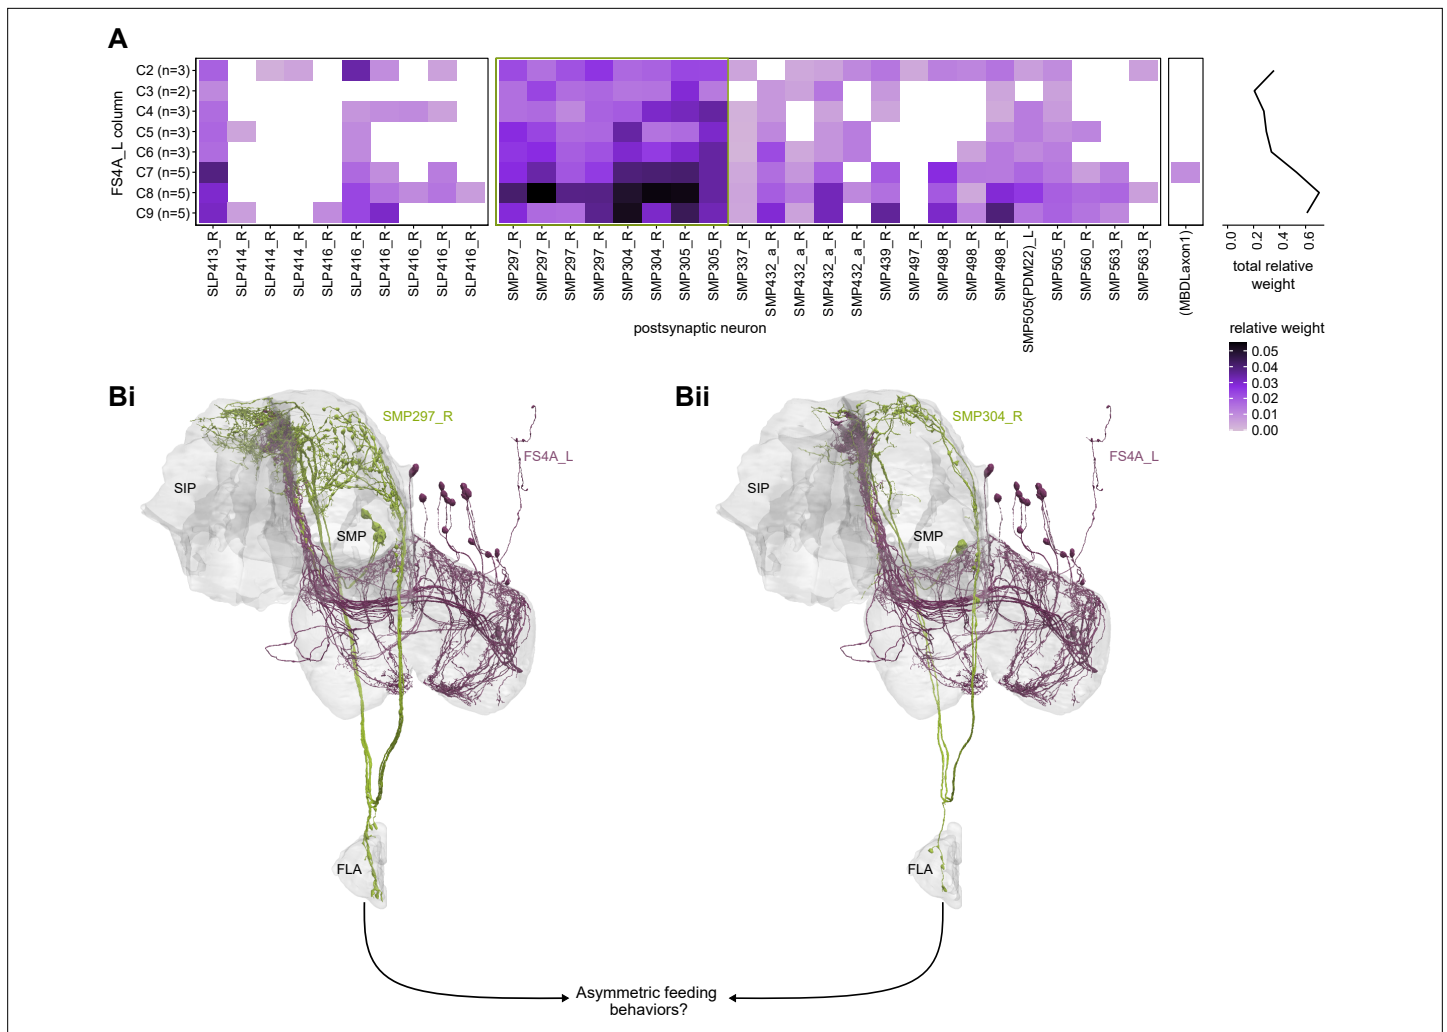 A
FS4A_L column
C2 (n=3)
C3 (n=2)
C4 (n=3)
C5 (n=3)
C6 (n=3)
C7 (n=5)
C8 (n=5)
C9 (n=5)
SLP413_R
SLP414_R
SLP414_R
SLP414_R
SLP416_R
SLP416_R
SLP416_R
SLP416_R
SLP416_R
SLP416_R
SMP297_R
SMP297_R
SMP297_R
SMP297_R
SMP304_R
SMP304_R
SMP305_R
SMP305_R
SMP337_R
SMP432_a_R
SMP432_a_R
SMP432_a_R
SMP432_a_R
SMP439_R
SMP497_R
SMP498_R
SMP498_R
SMP498_R
SMP505(PDM22)_L
SMP505_R
SMP560_R
SMP563_R
SMP563_R
(MBDLaxon1)
postsynaptic neuron
0.0
0.2
0.4
0.6
total relative
weight
relative weight
0.05
0.04
0.03
0.02
0.01
0.00
Bi
SMP297_R
FS4A_L
SIP
SMP
FLA
Bii
SMP304_R
FS4A_L
SIP
SMP
FLA
Asymmetric feeding
behaviors?